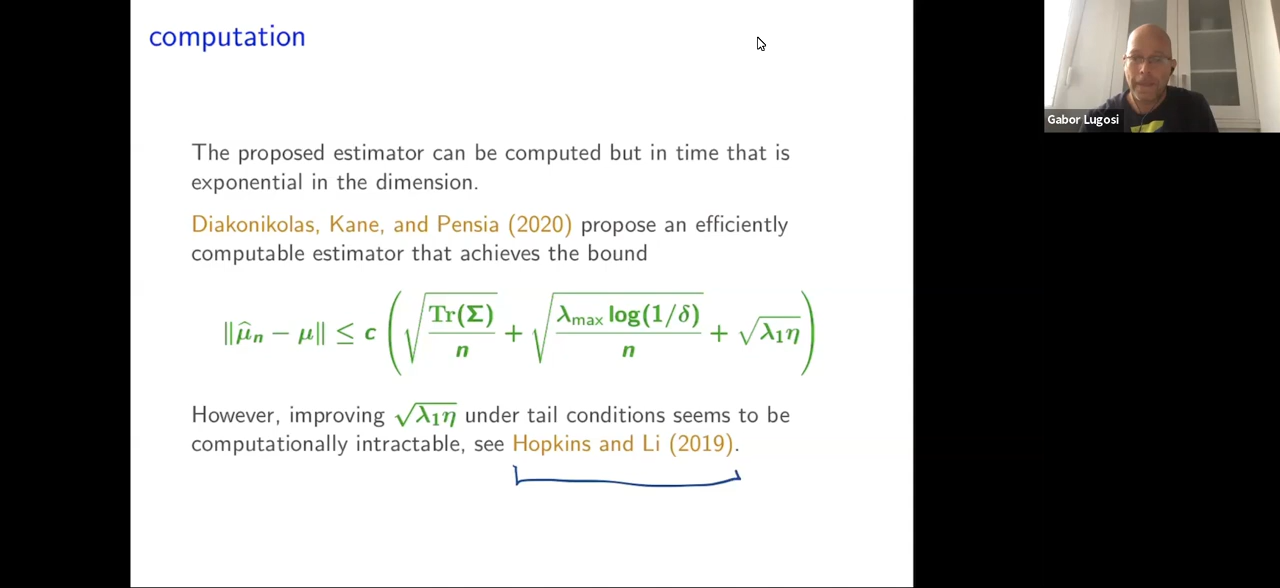 computation
The proposed estimator can be computed but in time that is
exponential in the dimension.
Diakonikolas, Kane, and Pensia (2020) propose an efficiently
computable estimator that achieves the bound
‖μ̂ₙ − μ‖ ≤ c (√(Tr(Σ)/n) + √(λmax log(1/δ)/n) + √(λ₁η))
However, improving √(λ₁η) under tail conditions seems to be
computationally intractable, see Hopkins and Li (2019).
Gabor Lugosi